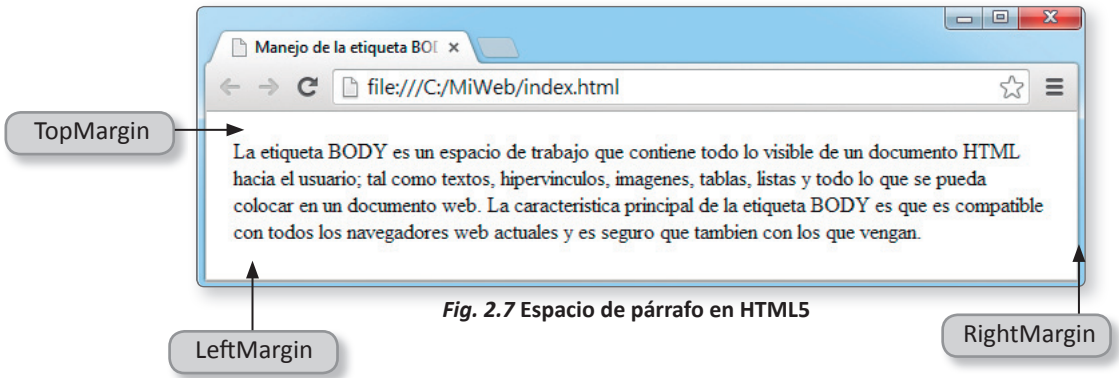 Manejo de la etiqueta BO
file:///C:/MiWeb/index.html
TopMargin
La etiqueta BODY es un espacio de trabajo que contiene todo lo visible de un documento HTML
hacia el usuario; tal como textos, hipervinculos, imagenes, tablas, listas y todo lo que se pueda
colocar en un documento web. La caracteristica principal de la etiqueta BODY es que es compatible
con todos los navegadores web actuales y es seguro que tambien con los que vengan.
Fig. 2.7 Espacio de párrafo en HTML5
LeftMargin
RightMargin